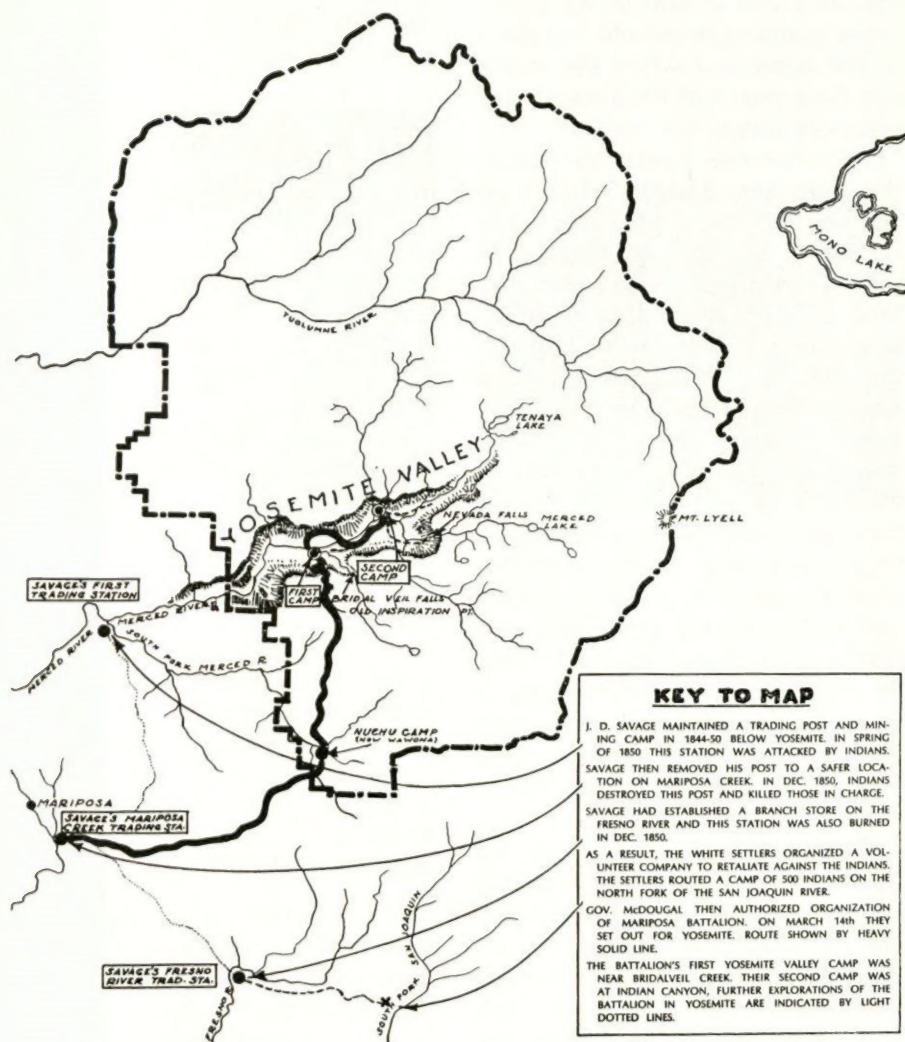 MONO LAKE
TUOLUMNE RIVER
TENAYA
LAKE
YOSEMITE VALLEY
NEVADA FALLS
MERCED
LAKE
MT. LYELL
SECOND
CAMP
FIRST
CAMP
BRIDAL VEIL FALLS
OLD INSPIRATION PT.
SAVAGE'S FIRST
TRADING STATION
MERCED RIVER
MERCED RIVER
SOUTH FORK MERCED R.
NUCHU CAMP
(NOW WAWONA)
MARIPOSA
SAVAGE'S MARIPOSA
CREEK TRADING STA.
SAVAGE'S FRESNO
RIVER TRAD. STA.
FRESNO R.
SOUTH FORK SAN JOAQUIN
KEY TO MAP
J. D. SAVAGE MAINTAINED A TRADING POST AND MIN-
ING CAMP IN 1844-50 BELOW YOSEMITE. IN SPRING
OF 1850 THIS STATION WAS ATTACKED BY INDIANS.
SAVAGE THEN REMOVED HIS POST TO A SAFER LOCA-
TION ON MARIPOSA CREEK. IN DEC. 1850, INDIANS
DESTROYED THIS POST AND KILLED THOSE IN CHARGE.
SAVAGE HAD ESTABLISHED A BRANCH STORE ON THE
FRESNO RIVER AND THIS STATION WAS ALSO BURNED
IN DEC. 1850.
AS A RESULT, THE WHITE SETTLERS ORGANIZED A VOL-
UNTEER COMPANY TO RETALIATE AGAINST THE INDIANS.
THE SETTLERS ROUTED A CAMP OF 500 INDIANS ON THE
NORTH FORK OF THE SAN JOAQUIN RIVER.
GOV. McDOUGAL THEN AUTHORIZED ORGANIZATION
OF MARIPOSA BATTALION. ON MARCH 14th THEY
SET OUT FOR YOSEMITE. ROUTE SHOWN BY HEAVY
SOLID LINE.
THE BATTALION'S FIRST YOSEMITE VALLEY CAMP WAS
NEAR BRIDALVEIL CREEK. THEIR SECOND CAMP WAS
AT INDIAN CANYON, FURTHER EXPLORATIONS OF THE
BATTALION IN YOSEMITE ARE INDICATED BY LIGHT
DOTTED LINES.